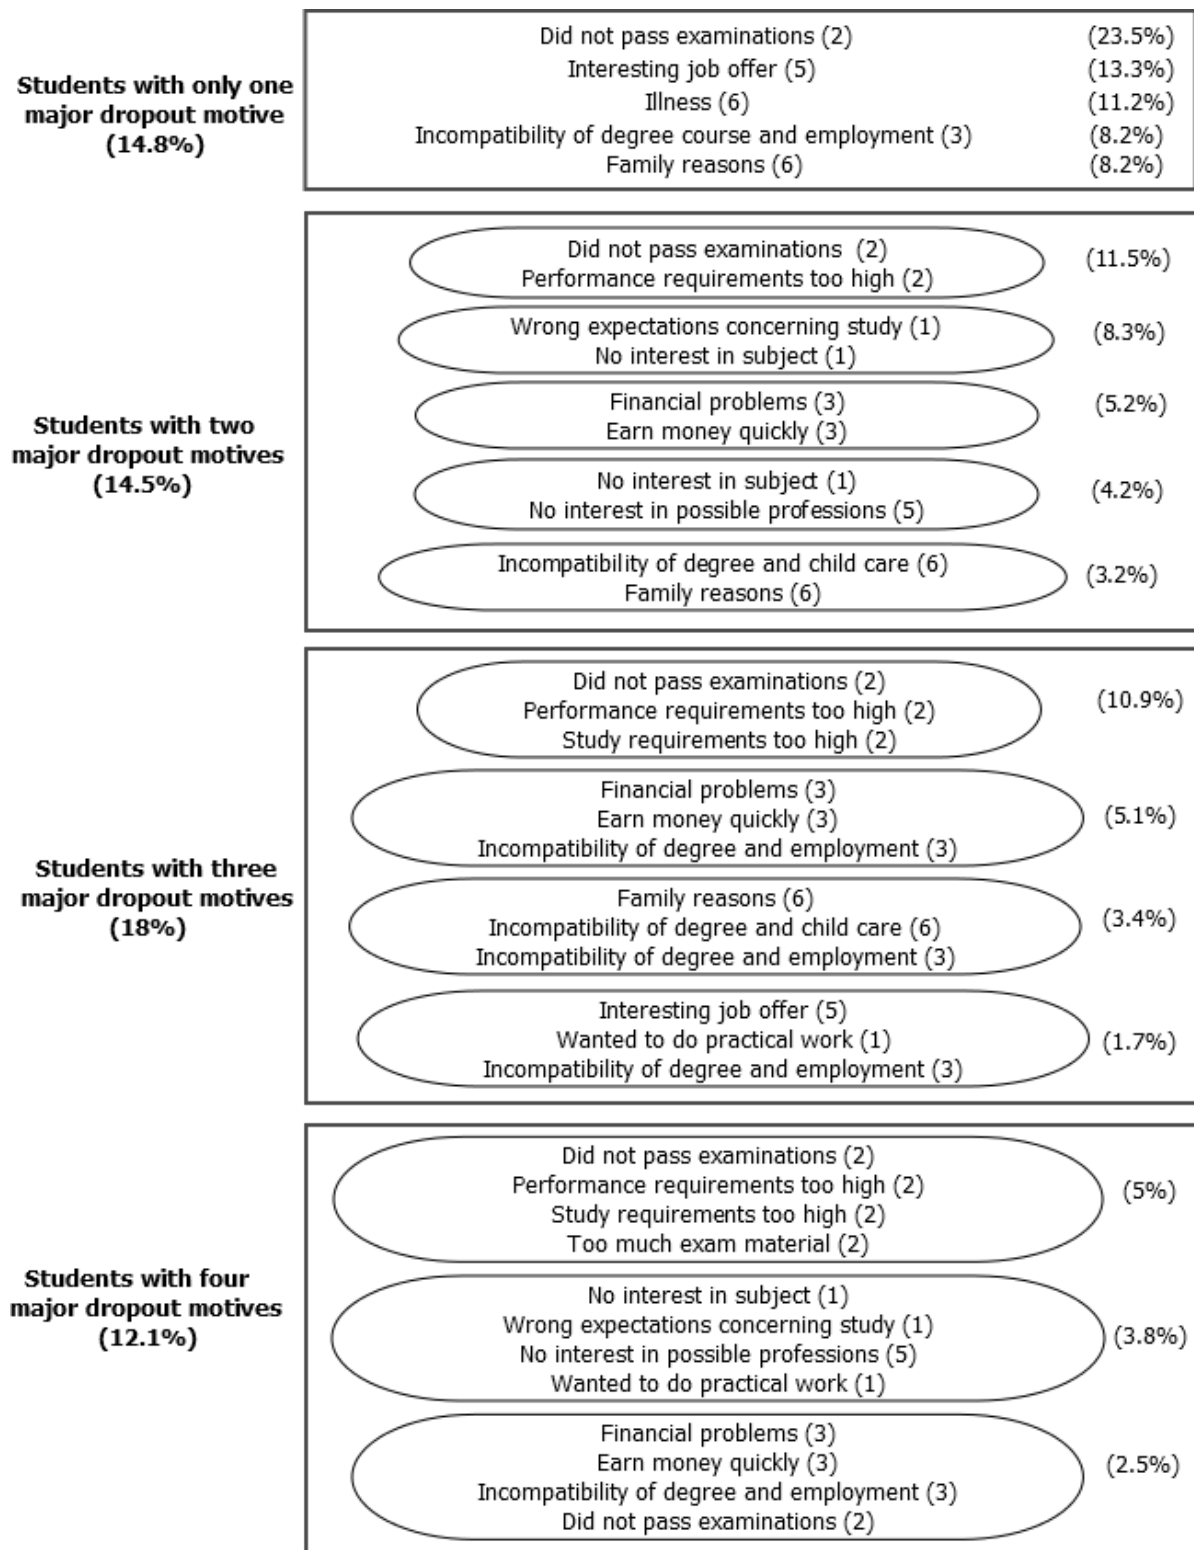 Students with only one
major dropout motive
(14.8%)
Did not pass examinations (2) (23.5%)
Interesting job offer (5) (13.3%)
Illness (6) (11.2%)
Incompatibility of degree course and employment (3) (8.2%)
Family reasons (6) (8.2%)
Students with two
major dropout motives
(14.5%)
Did not pass examinations (2)
Performance requirements too high (2)
(11.5%)
Wrong expectations concerning study (1)
No interest in subject (1)
(8.3%)
Financial problems (3)
Earn money quickly (3)
(5.2%)
No interest in subject (1)
No interest in possible professions (5)
(4.2%)
Incompatibility of degree and child care (6)
Family reasons (6)
(3.2%)
Students with three
major dropout motives
(18%)
Did not pass examinations (2)
Performance requirements too high (2)
Study requirements too high (2)
(10.9%)
Financial problems (3)
Earn money quickly (3)
Incompatibility of degree and employment (3)
(5.1%)
Family reasons (6)
Incompatibility of degree and child care (6)
Incompatibility of degree and employment (3)
(3.4%)
Interesting job offer (5)
Wanted to do practical work (1)
Incompatibility of degree and employment (3)
(1.7%)
Students with four
major dropout motives
(12.1%)
Did not pass examinations (2)
Performance requirements too high (2)
Study requirements too high (2)
Too much exam material (2)
(5%)
No interest in subject (1)
Wrong expectations concerning study (1)
No interest in possible professions (5)
Wanted to do practical work (1)
(3.8%)
Financial problems (3)
Earn money quickly (3)
Incompatibility of degree and employment (3)
Did not pass examinations (2)
(2.5%)